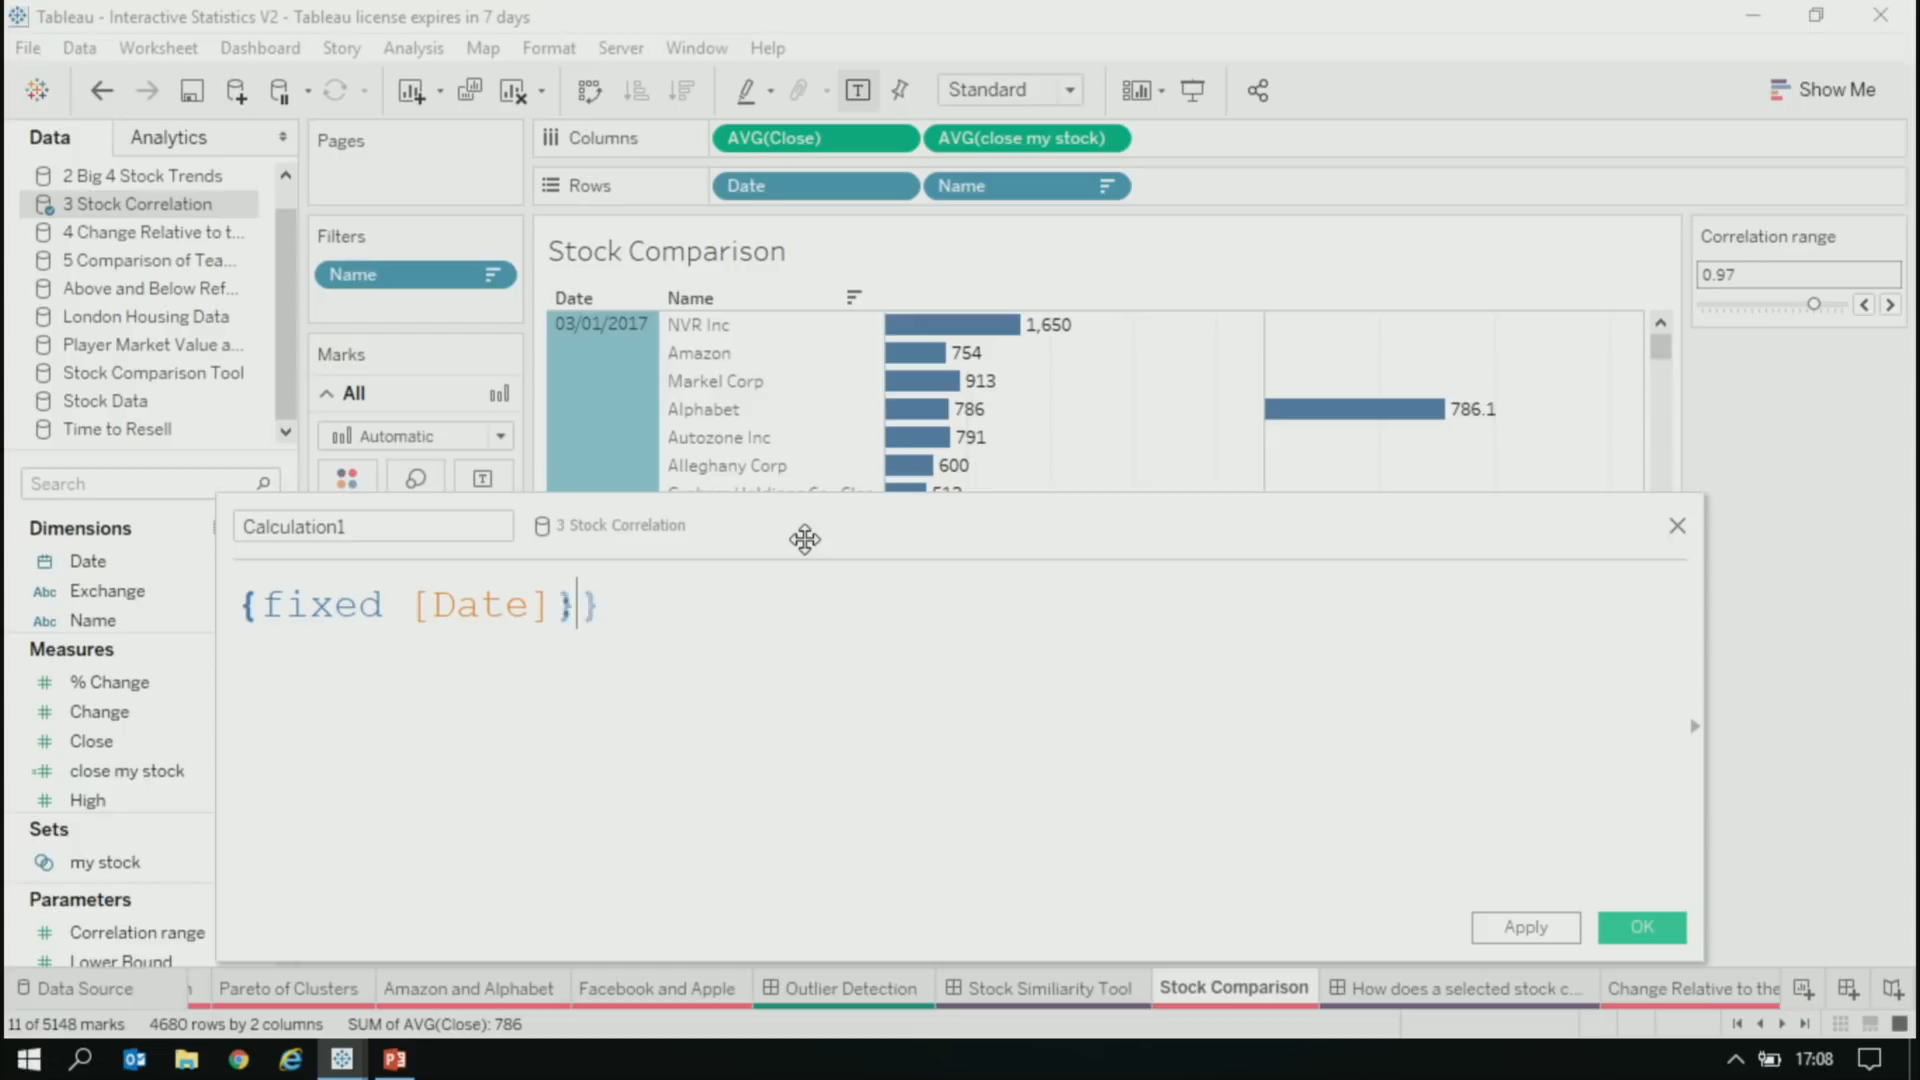 Tableau - Interactive Statistics V2 - Tableau license expires in 7 days
File Data Worksheet Dashboard Story Analysis Map Format Server Window Help
Standard
Show Me
Data Analytics
2 Big 4 Stock Trends
3 Stock Correlation
4 Change Relative to t...
5 Comparison of Tea...
Above and Below Ref...
London Housing Data
Player Market Value a...
Stock Comparison Tool
Stock Data
Time to Resell
Search
Dimensions
Date
Abc Exchange
Abc Name
Measures
# % Change
# Change
# Close
=# close my stock
# High
Sets
my stock
Parameters
# Correlation range
# Lower Bound
Pages
Filters
Name
Marks
All
Automatic
Columns AVG(Close) AVG(close my stock)
Rows Date Name
Stock Comparison
Date Name
03/01/2017 NVR Inc 1,650
Amazon 754
Markel Corp 913
Alphabet 786 786.1
Autozone Inc 791
Alleghany Corp 600
Correlation range
0.97
Calculation1 3 Stock Correlation
{fixed [Date]}}
Apply OK
Data Source Pareto of Clusters Amazon and Alphabet Facebook and Apple Outlier Detection Stock Similiarity Tool Stock Comparison How does a selected stock c... Change Relative to the
11 of 5148 marks 4680 rows by 2 columns SUM of AVG(Close): 786
17:08